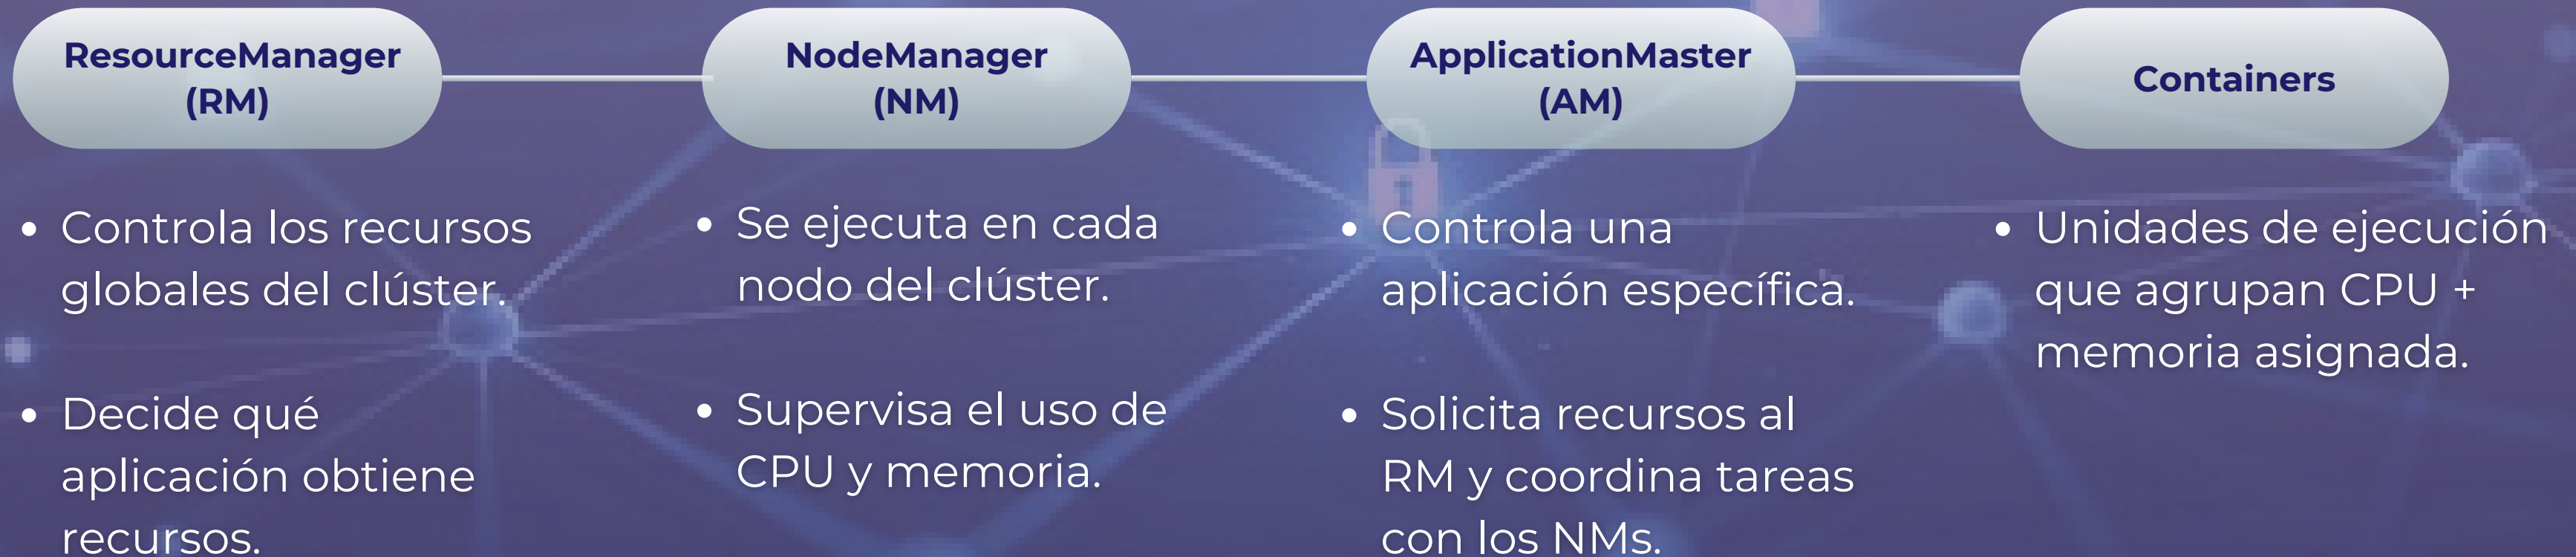 ResourceManager
(RM)
• Controla los recursos
globales del clúster.
• Decide qué
aplicación obtiene
recursos.
NodeManager
(NM)
• Se ejecuta en cada
nodo del clúster.
• Supervisa el uso de
CPU y memoria.
ApplicationMaster
(AM)
• Controla una
aplicación específica.
• Solicita recursos al
RM y coordina tareas
con los NMs.
Containers
• Unidades de ejecución
que agrupan CPU +
memoria asignada.